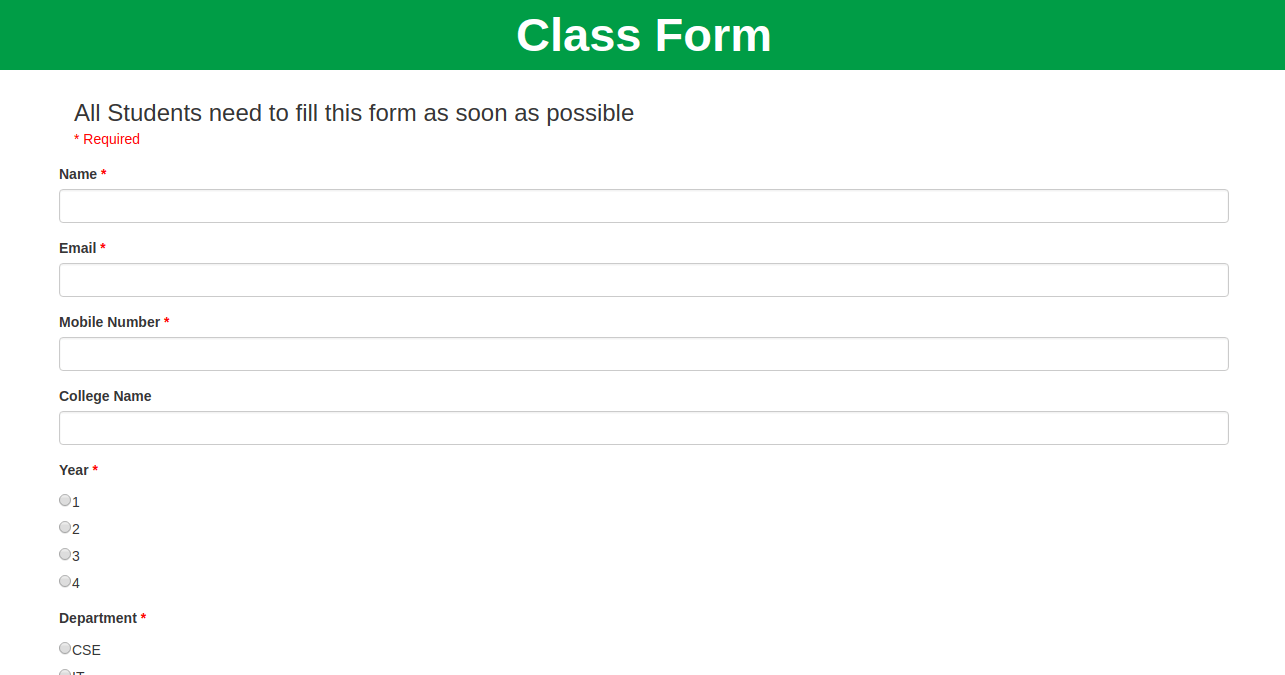 Class Form
All Students need to fill this form as soon as possible
* Required
Name *
Email *
Mobile Number *
College Name
Year *
1
2
3
4
Department *
CSE
IT